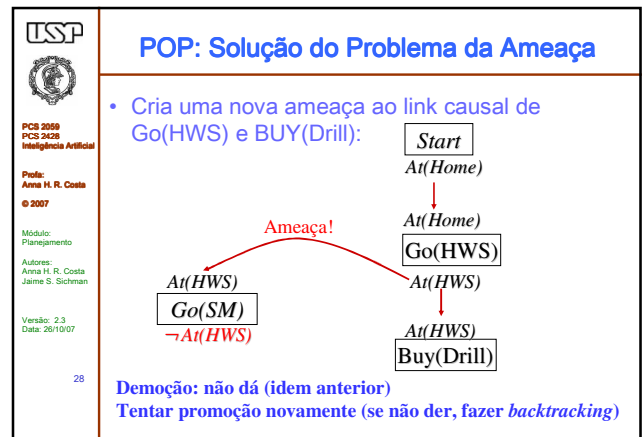 USP
POP: Solução do Problema da Ameaça
PCS 2059
PCS 2428
Inteligência Artificial
Profa:
Anna H. R. Costa
© 2007
Módulo:
Planejamento
Autores:
Anna H. R. Costa
Jaime S. Sichman
Versão: 2.3
Data: 26/10/07
28
• Cria uma nova ameaça ao link causal de
Go(HWS) e BUY(Drill):
Start
At(Home)
At(Home)
Ameaça!
Go(HWS)
At(HWS)
At(HWS)
Go(SM)
¬At(HWS)
At(HWS)
Buy(Drill)
Demoção: não dá (idem anterior)
Tentar promoção novamente (se não der, fazer backtracking)